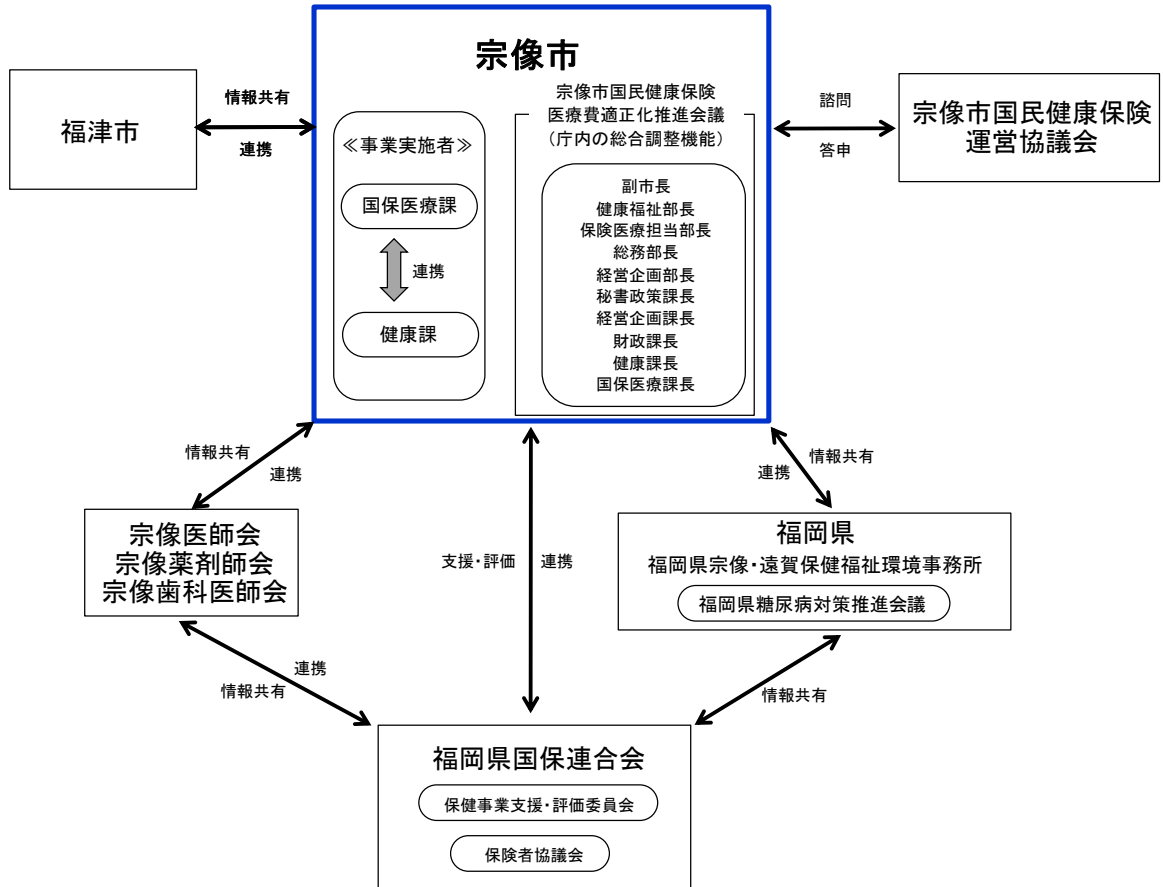 宗像市
福津市
情報共有
連携
≪事業実施者≫
国保医療課
連携
健康課
宗像市国民健康保険
医療費適正化推進会議
(庁内の総合調整機能)
副市長
健康福祉部長
保険医療担当部長
総務部長
経営企画部長
秘書政策課長
経営企画課長
財政課長
健康課長
国保医療課長
諮問
答申
宗像市国民健康保険
運営協議会
情報共有
連携
支援・評価
連携
連携
情報共有
宗像医師会
宗像薬剤師会
宗像歯科医師会
福岡県
福岡県宗像・遠賀保健福祉環境事務所
福岡県糖尿病対策推進会議
連携
情報共有
情報共有
福岡県国保連合会
保健事業支援・評価委員会
保険者協議会